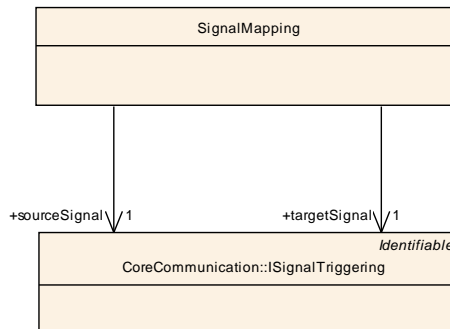 SignalMapping
+sourceSignal 1
+targetSignal 1
Identifiable
CoreCommunication::ISignalTriggering